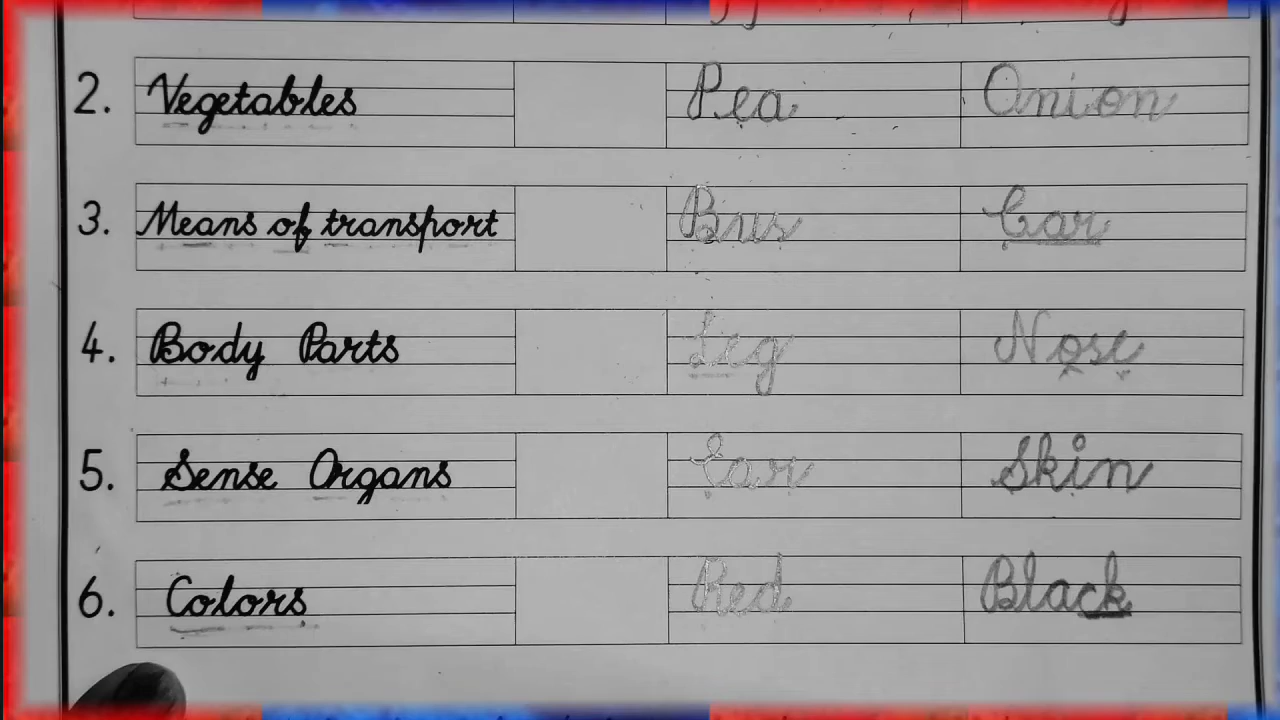 2. Vegetables Pea Onion
3. Means of transport Bus Car
4. Body Parts Leg Nose
5. Sense Organs Ear Skin
6. Colors Red Black